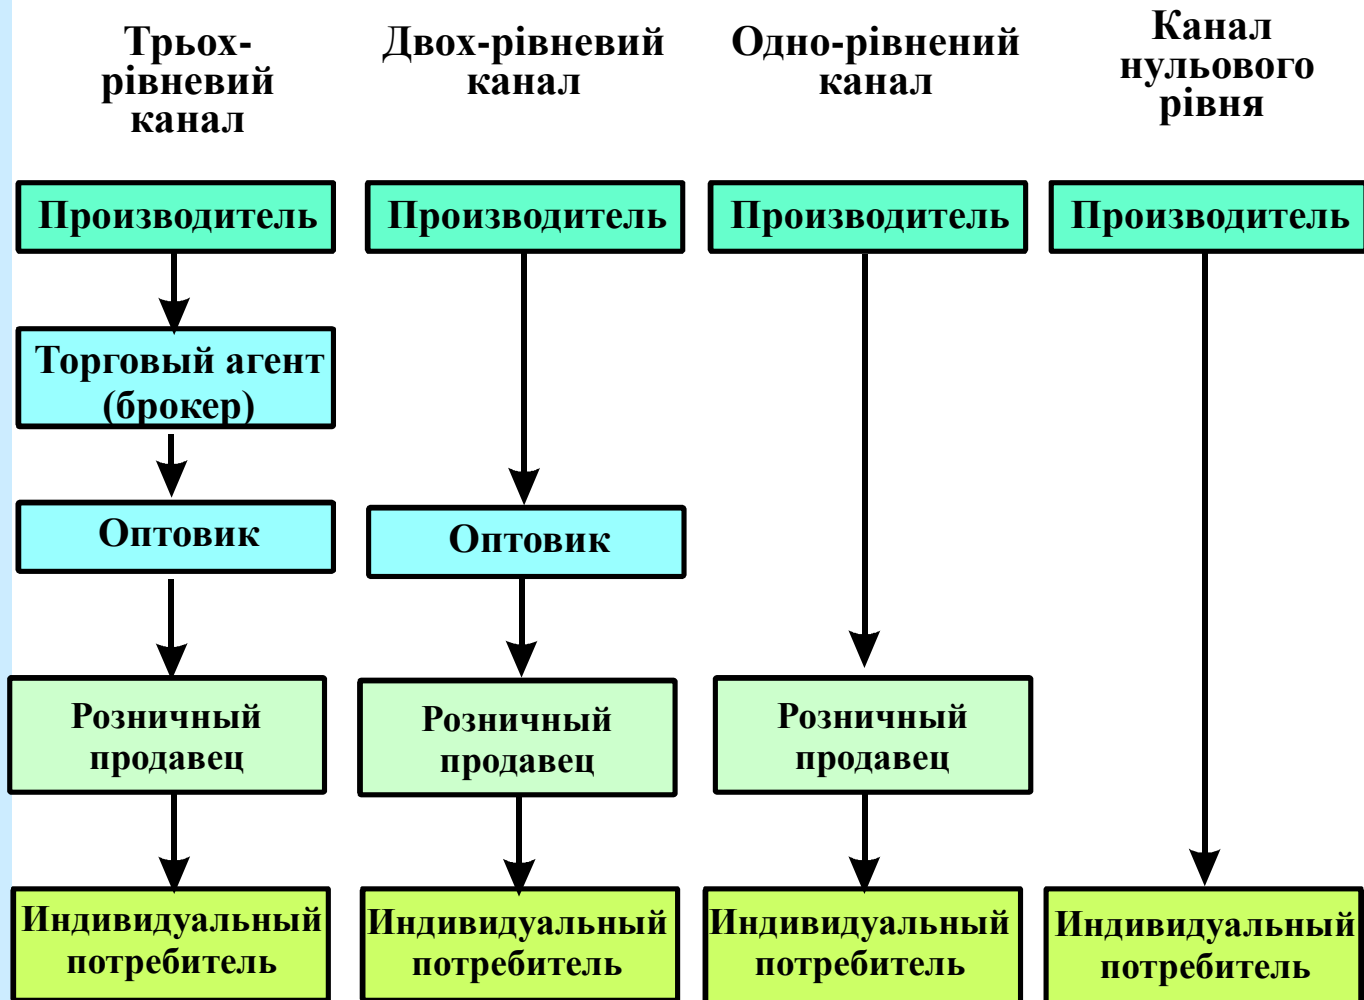 Трьох-
рівневий
канал
Двох-рівневий
канал
Одно-рівнений
канал
Канал
нульового
рівня
Производитель
Производитель
Производитель
Производитель
Торговый агент
(брокер)
Оптовик
Оптовик
Розничный
продавец
Розничный
продавец
Розничный
продавец
Индивидуальный
потребитель
Индивидуальный
потребитель
Индивидуальный
потребитель
Индивидуальный
потребитель